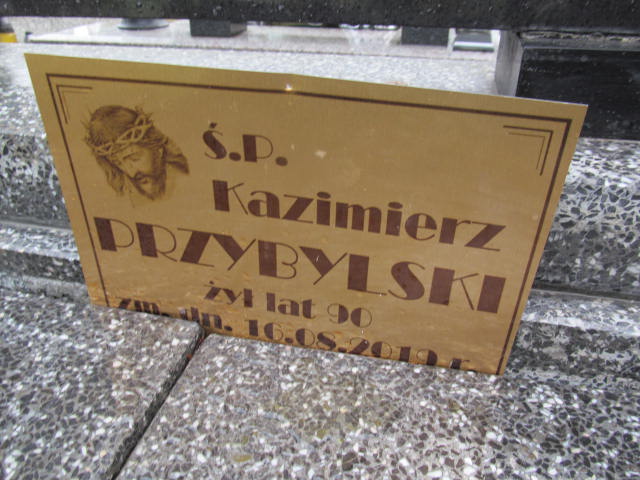 Ś.P.
Kazimierz
PRZYBYLSKI
żył lat 90
zm. dn. 16.08.2019 r.